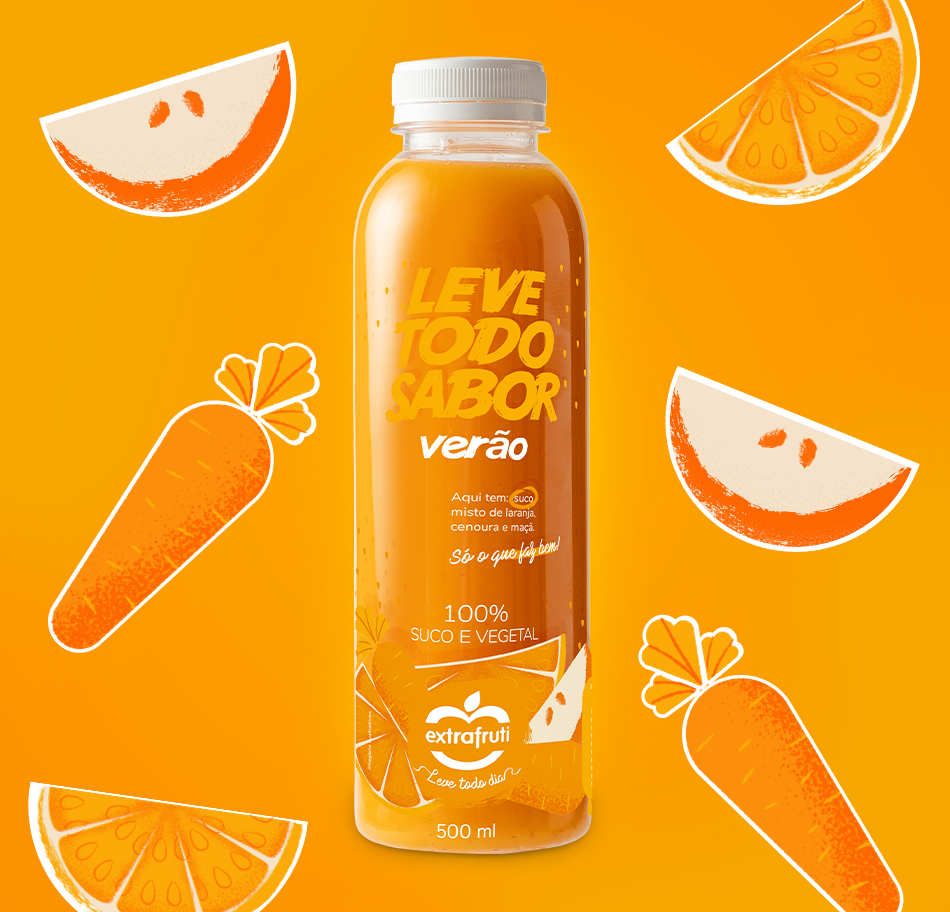 LEVE
TODO
SABOR
verão
Aqui tem: suco
misto de laranja,
cenoura e maçã.
Só o que faz bem!
100%
SUCO E VEGETAL
extrafruti
Leve todo dia
500 ml